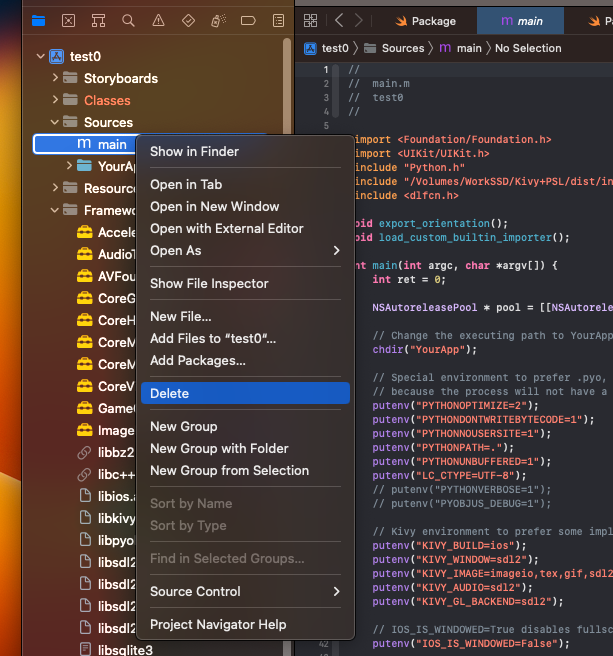 Package
m main
test0
test0 > Sources > m main > No Selection
Storyboards
Classes
Sources
m main
YourAp
Resourc
Framew
Accele
AudioT
AVFou
CoreG
CoreH
CoreM
CoreM
CoreV
GameC
Image
libbz2
libc++
libios.a
libkivy
libpyo
libsdl2
libsdl2
libsdl2
libsdl2
libsqlite3
Show in Finder
Open in Tab
Open in New Window
Open with External Editor
Open As
Show File Inspector
New File...
Add Files to “test0”...
Add Packages...
Delete
New Group
New Group with Folder
New Group from Selection
Sort by Name
Sort by Type
Find in Selected Groups...
Source Control
Project Navigator Help
1 //
2 // main.m
3 // test0
4 //
5
import <Foundation/Foundation.h>
import <UIKit/UIKit.h>
include "Python.h"
include "/Volumes/WorkSSD/Kivy+PSL/dist/in
include <dlfcn.h>
oid export_orientation();
oid load_custom_builtin_importer();
nt main(int argc, char *argv[]) {
int ret = 0;
NSAutoreleasePool * pool = [[NSAutorele
// Change the executing path to YourApp
chdir("YourApp");
// Special environment to prefer .pyo,
// because the process will not have a
putenv("PYTHONOPTIMIZE=2");
putenv("PYTHONDONTWRITEBYTECODE=1");
putenv("PYTHONNOUSERSITE=1");
putenv("PYTHONPATH=.");
putenv("PYTHONUNBUFFERED=1");
putenv("LC_CTYPE=UTF-8");
// putenv("PYTHONVERBOSE=1");
// putenv("PYOBJUS_DEBUG=1");
// Kivy environment to prefer some impl
putenv("KIVY_BUILD=ios");
putenv("KIVY_WINDOW=sdl2");
putenv("KIVY_IMAGE=imageio,tex,gif,sdl2
putenv("KIVY_AUDIO=sdl2");
putenv("KIVY_GL_BACKEND=sdl2");
// IOS_IS_WINDOWED=True disables fullsc
42 putenv("IOS_IS_WINDOWED=False");